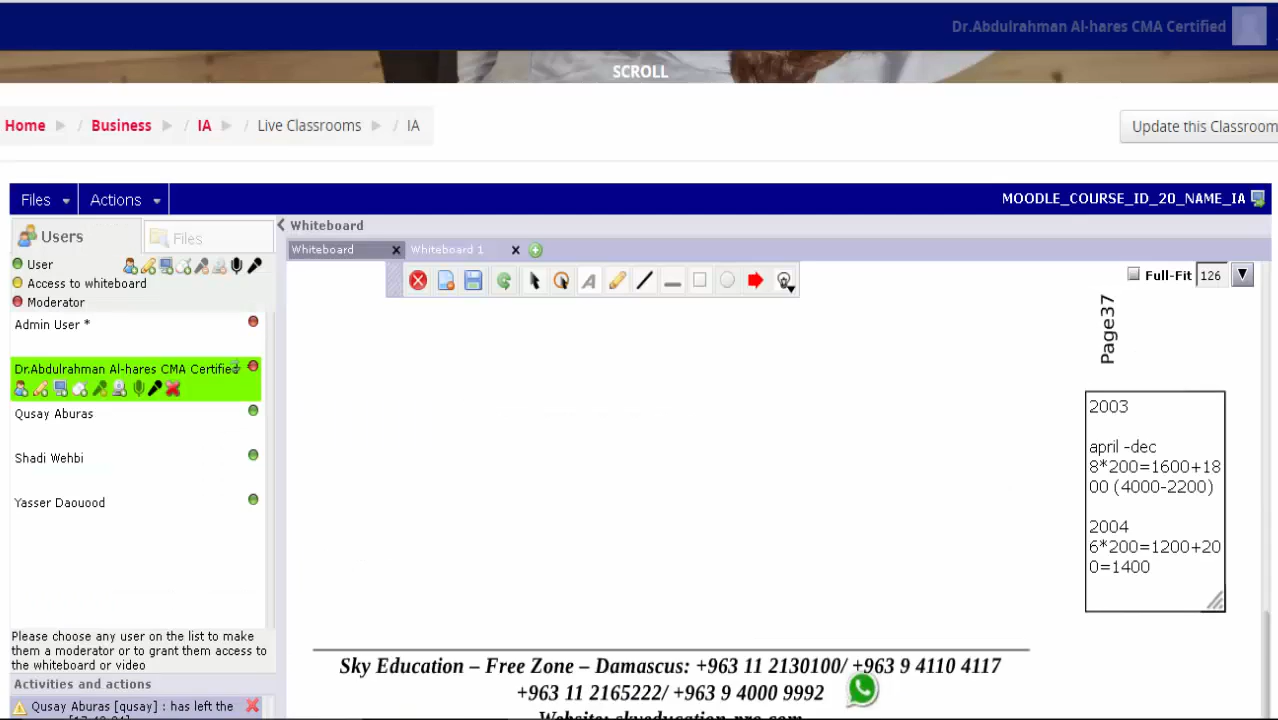 Dr.Abdulrahman Al-hares CMA Certified
SCROLL
Home / Business / IA / Live Classrooms / IA
Update this Classroom
Files Actions
MOODLE_COURSE_ID_20_NAME_IA
Users Files
Whiteboard
Whiteboard Whiteboard 1
User
Access to whiteboard
Moderator
Full-Fit 126
Admin User *
Dr.Abdulrahman Al-hares CMA Certified
Qusay Aburas
Shadi Wehbi
Yasser Daouood
Page37
2003
april -dec
8*200=1600+18
00 (4000-2200)
2004
6*200=1200+20
0=1400
Please choose any user on the list to make
them a moderator or to grant them access to
the whiteboard or video
Activities and actions
Qusay Aburas [qusay] : has left the
Sky Education – Free Zone – Damascus: +963 11 2130100/ +963 9 4110 4117
+963 11 2165222/ +963 9 4000 9992
Website: skyeducation-pro.com